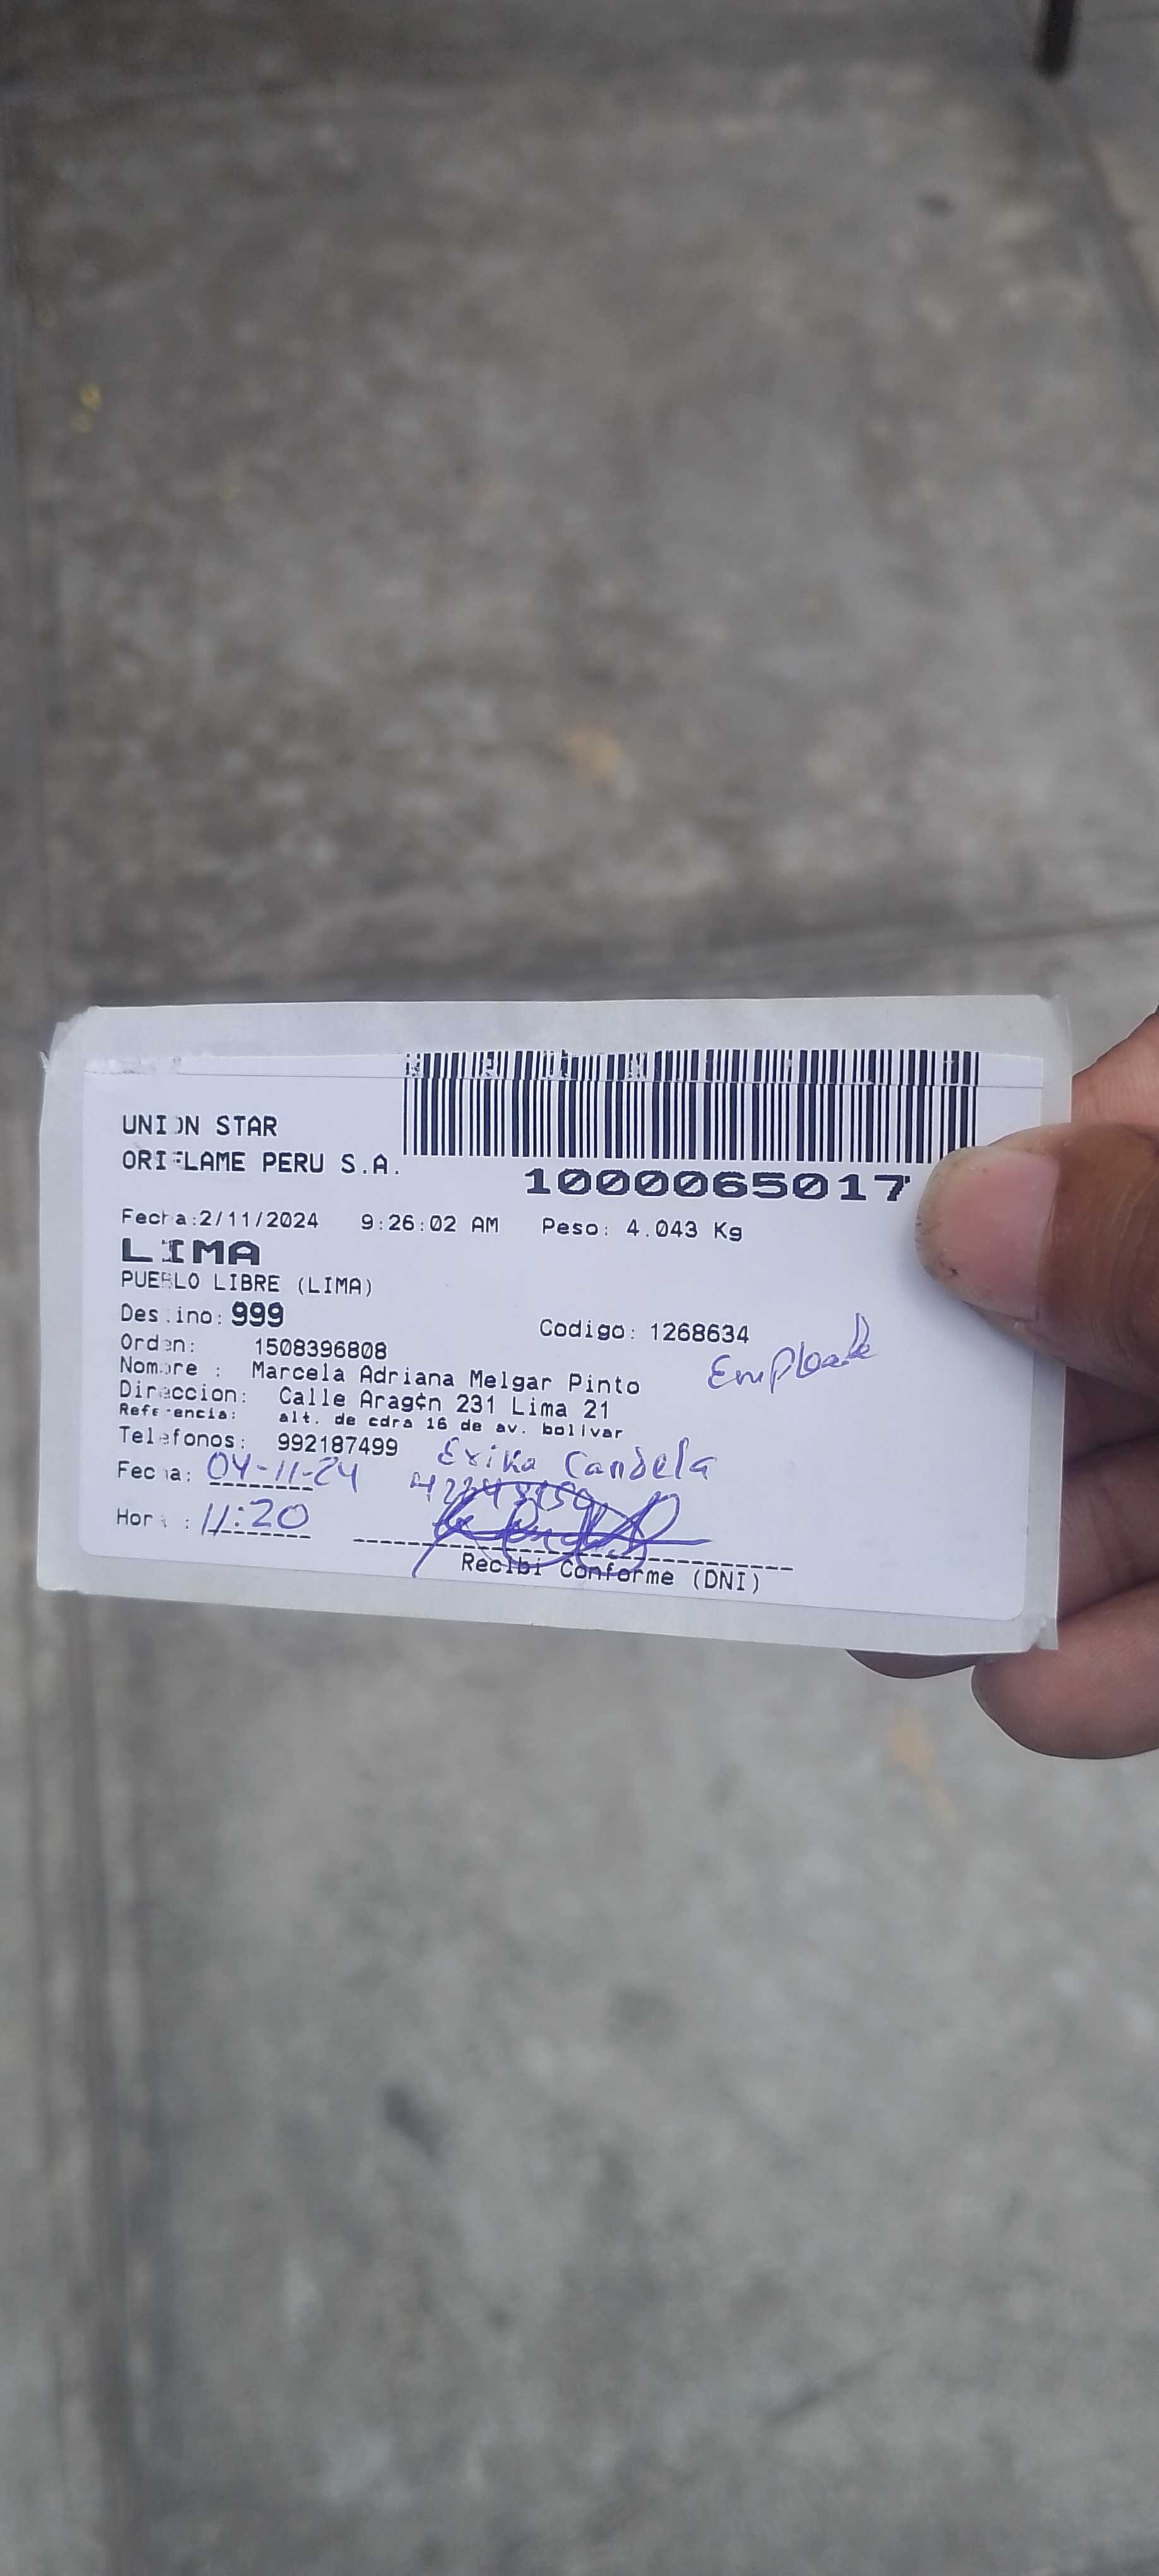 UNION STAR
ORIFLAME PERU S.A.
1000065017
Fecha:2/11/2024 9:26:02 AM Peso: 4.043 Kg
LIMA
PUEBLO LIBRE (LIMA)
Destino: 999 Codigo: 1268634
Orden: 1508396808
Nombre : Marcela Adriana Melgar Pinto
Direccion: Calle Arag¢n 231 Lima 21
Referencia: alt. de cdra 16 de av. bolivar
Telefonos: 992187499 Erika Candela
Fecha: 04-11-24
Hora : 11:20
Recibi Conforme (DNI)